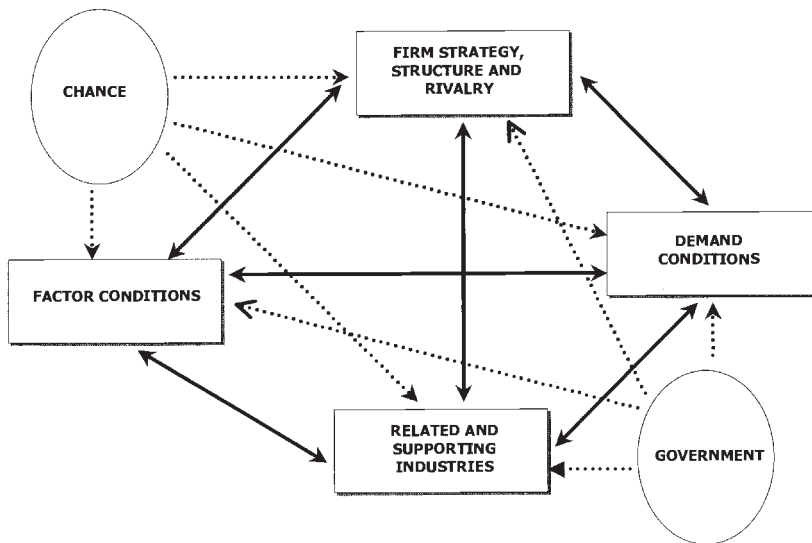 FIRM STRATEGY,
STRUCTURE AND
RIVALRY
CHANCE
DEMAND
CONDITIONS
FACTOR CONDITIONS
RELATED AND
SUPPORTING
INDUSTRIES
GOVERNMENT